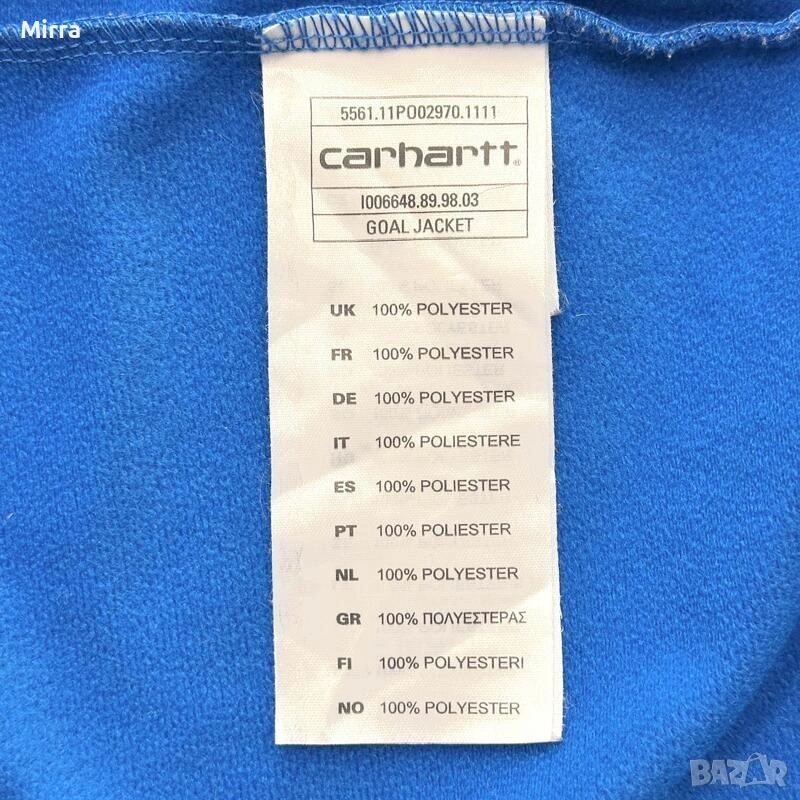 Mirra
5561.11PO02970.1111
carhartt®
I006648.89.98.03
GOAL JACKET
UK 100% POLYESTER
FR 100% POLYESTER
DE 100% POLYESTER
IT 100% POLIESTERE
ES 100% POLIESTER
PT 100% POLIESTER
NL 100% POLYESTER
GR 100% ΠΟΛΥΕΣΤΕΡΑΣ
FI 100% POLYESTERI
NO 100% POLYESTER
BAZAR